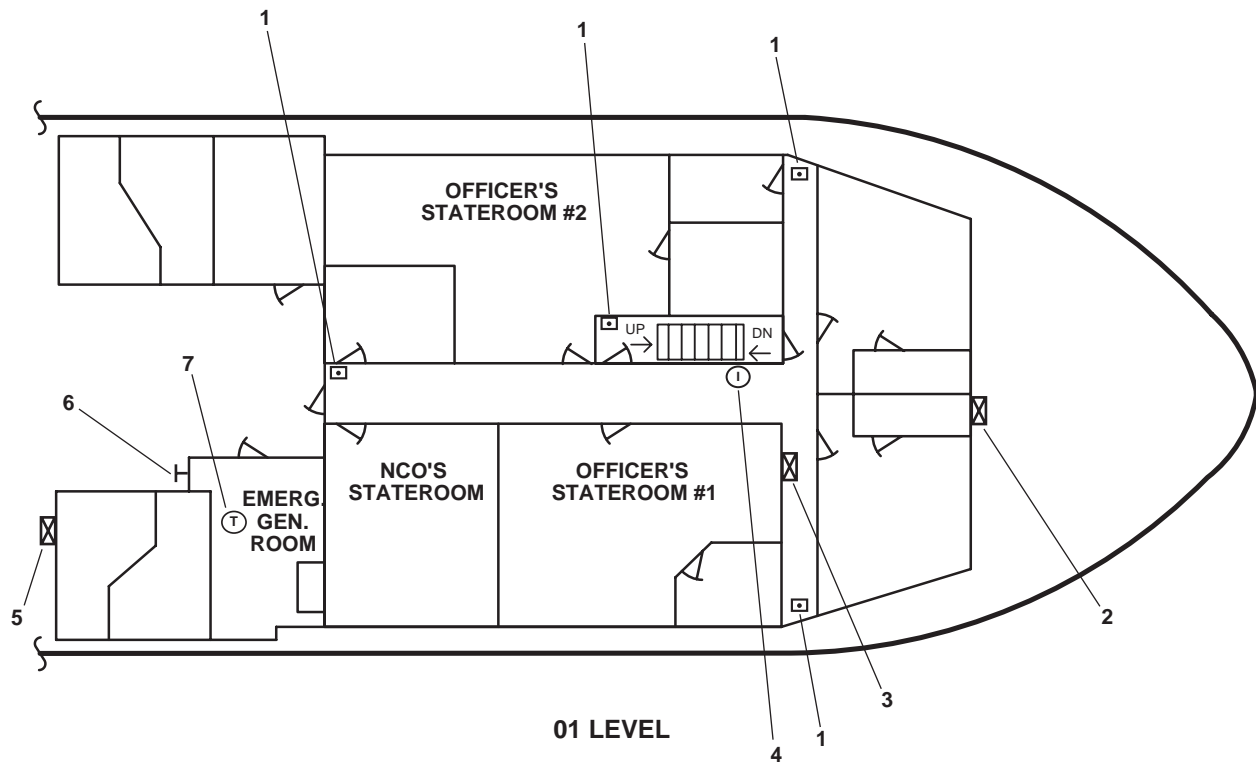 1
1
1
OFFICER'S
STATEROOM #2
UP
DN
7
I
6
NCO'S
STATEROOM
OFFICER'S
STATEROOM #1
EMERG.
GEN.
ROOM
T
5
2
3
1
4
01 LEVEL